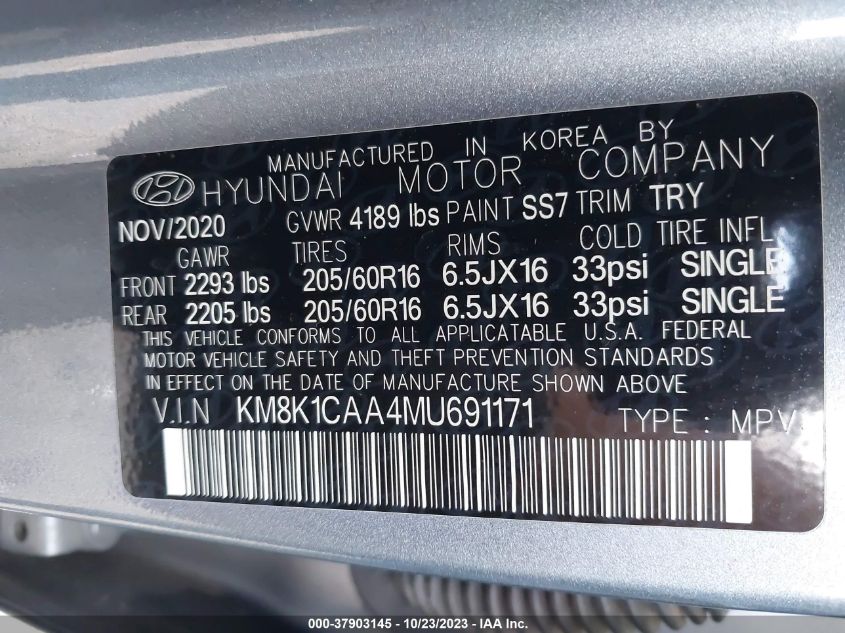 MANUFACTURED IN KOREA BY
HYUNDAI MOTOR COMPANY
NOV/2020 GVWR 4189 lbs PAINT SS7 TRIM TRY
GAWR TIRES RIMS COLD TIRE INFL.
FRONT 2293 lbs 205/60R16 6.5JX16 33psi SINGLE
REAR 2205 lbs 205/60R16 6.5JX16 33psi SINGLE
THIS VEHICLE CONFORMS TO ALL APPLICATABLE U.S.A. FEDERAL
MOTOR VEHICLE SAFETY AND THEFT PREVENTION STANDARDS
IN EFFECT ON THE DATE OF MANUFACTURE SHOWN ABOVE
V.I.N KM8K1CAA4MU691171 TYPE : MPV
000-37903145 - 10/23/2023 - IAA Inc.